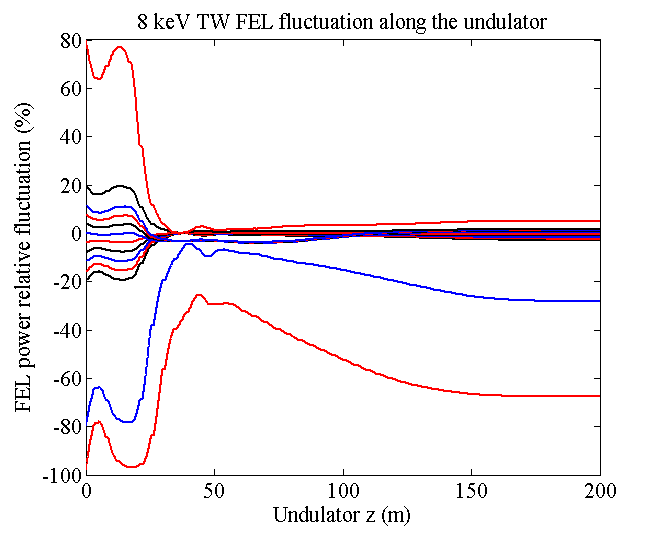 8 keV TW FEL fluctuation along the undulator
FEL power relative fluctuation (%)
80
60
40
20
0
-20
-40
-60
-80
-100
0 50 100 150 200
Undulator z (m)